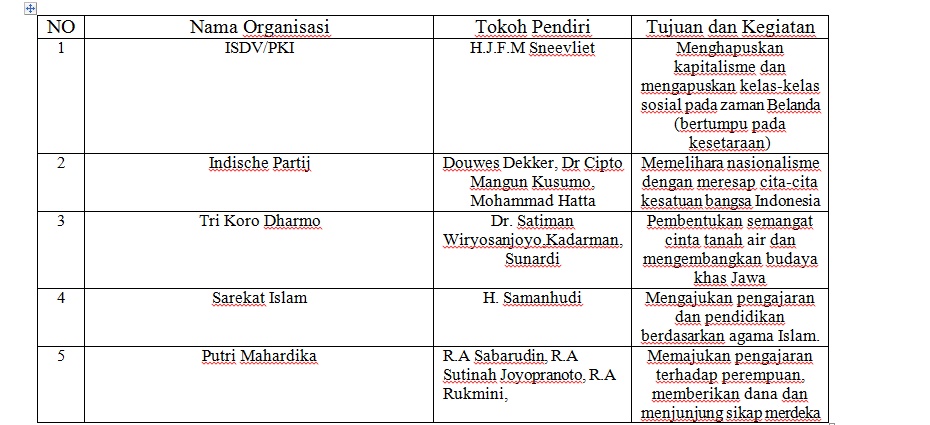 NO Nama Organisasi Tokoh Pendiri Tujuan dan Kegiatan
1 ISDV/PKI H.J.F.M Sneevliet Menghapuskan
kapitalisme dan
mengapuskan kelas-kelas
sosial pada zaman Belanda
(bertumpu pada
kesetaraan)
2 Indische Partij Douwes Dekker, Dr Cipto Memelihara nasionalisme
Mangun Kusumo, dengan meresap cita-cita
Mohammad Hatta kesatuan bangsa Indonesia
3 Tri Koro Dharmo Dr. Satiman Pembentukan semangat
Wiryosanjoyo,Kadarman, cinta tanah air dan
Sunardi mengembangkan budaya
khas Jawa
4 Sarekat Islam H. Samanhudi Mengajukan pengajaran
dan pendidikan
berdasarkan agama Islam.
5 Putri Mahardika R.A Sabarudin, R.A Memajukan pengajaran
Sutinah Joyopranoto, R.A terhadap perempuan,
Rukmini, memberikan dana dan
menjunjung sikap merdeka